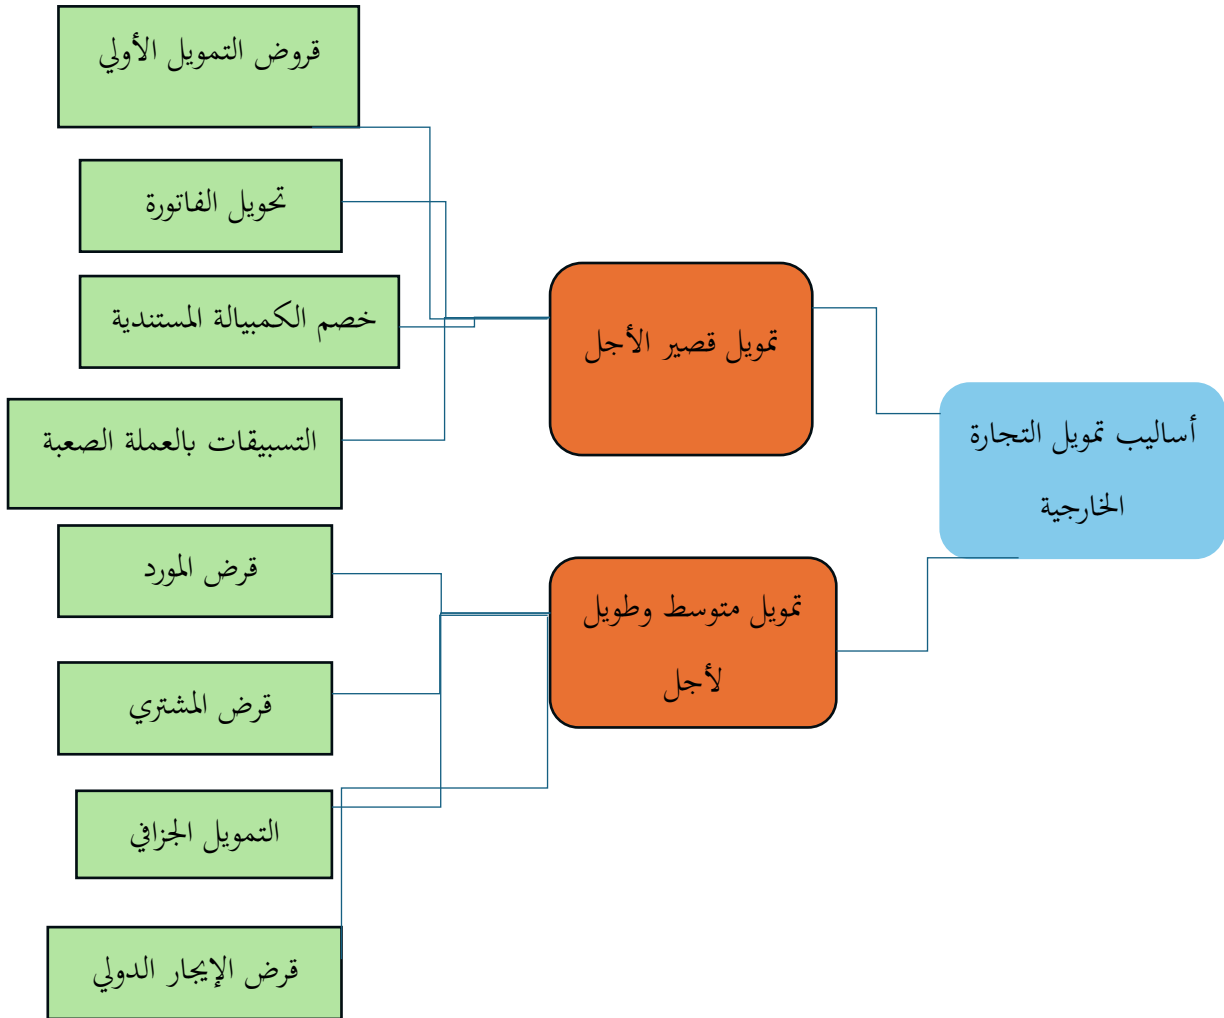 أساليب تمويل التجارة
الخارجية
تمويل قصير الأجل
قروض التمويل الأولي
تحويل الفاتورة
خصم الكمبيالة المستندية
التسبيقات بالعملة الصعبة
تمويل متوسط وطويل
لأجل
قرض المورد
قرض المشتري
التمويل الجزافي
قرض الإيجار الدولي